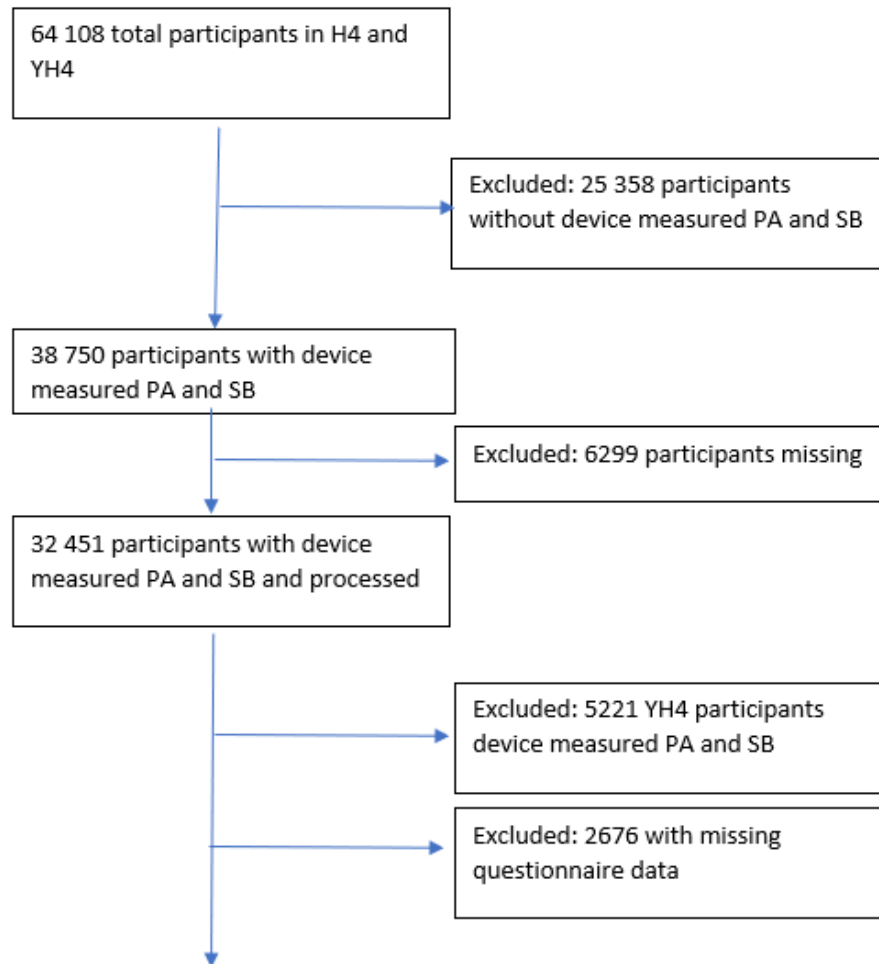 64 108 total participants in H4 and
YH4
Excluded: 25 358 participants
without device measured PA and SB
38 750 participants with device
measured PA and SB
Excluded: 6299 participants missing
32 451 participants with device
measured PA and SB and processed
Excluded: 5221 YH4 participants
device measured PA and SB
Excluded: 2676 with missing
questionnaire data